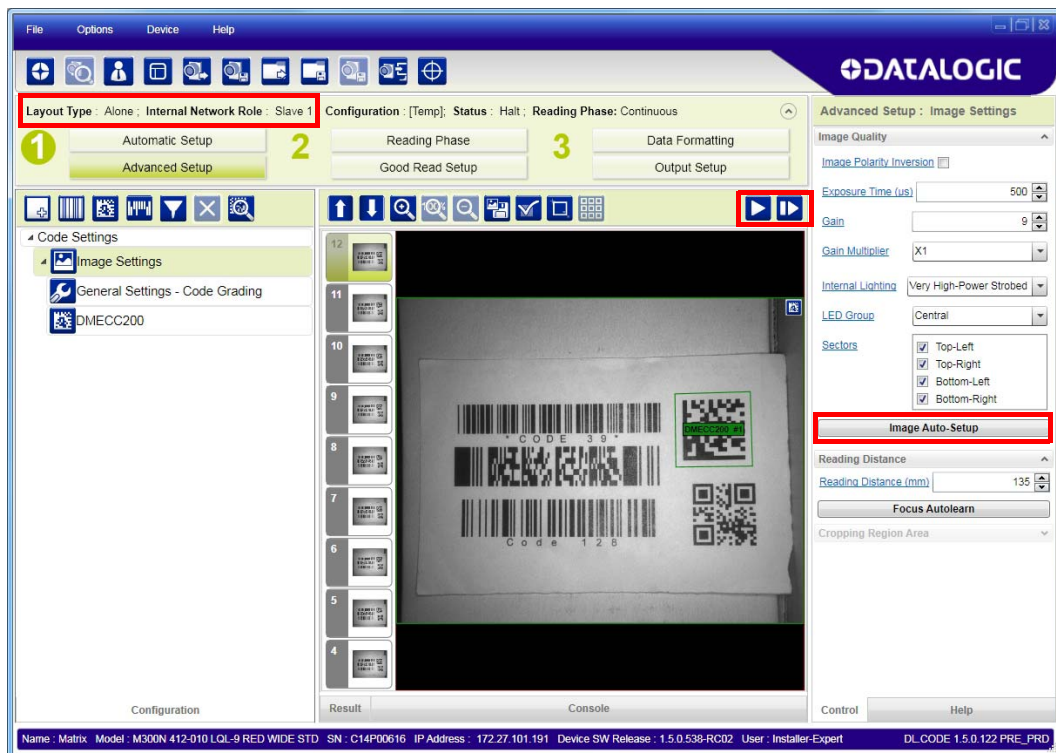 File Options Device Help
DATALOGIC
Layout Type : Alone ; Internal Network Role : Slave 1 Configuration : [Temp]; Status : Halt ; Reading Phase: Continuous
1 Automatic Setup
Advanced Setup
2 Reading Phase
Good Read Setup
3 Data Formatting
Output Setup
Code Settings
Image Settings
General Settings - Code Grading
DMECC200
Configuration
12
11
10
9
8
7
6
5
4
* CODE 39 *
DMECC200 #1
Code 128
Result Console
Advanced Setup : Image Settings
Image Quality
Image Polarity Inversion
Exposure Time (us) 500
Gain 9
Gain Multiplier X1
Internal Lighting Very High-Power Strobed
LED Group Central
Sectors Top-Left
Top-Right
Bottom-Left
Bottom-Right
Image Auto-Setup
Reading Distance
Reading Distance (mm) 135
Focus Autolearn
Cropping Region Area
Control Help
Name : Matrix Model : M300N 412-010 LQL-9 RED WIDE STD SN : C14P00616 IP Address : 172.27.101.191 Device SW Release : 1.5.0.538-RC02 User : Installer-Expert DL.CODE 1.5.0.122 PRE_PRD